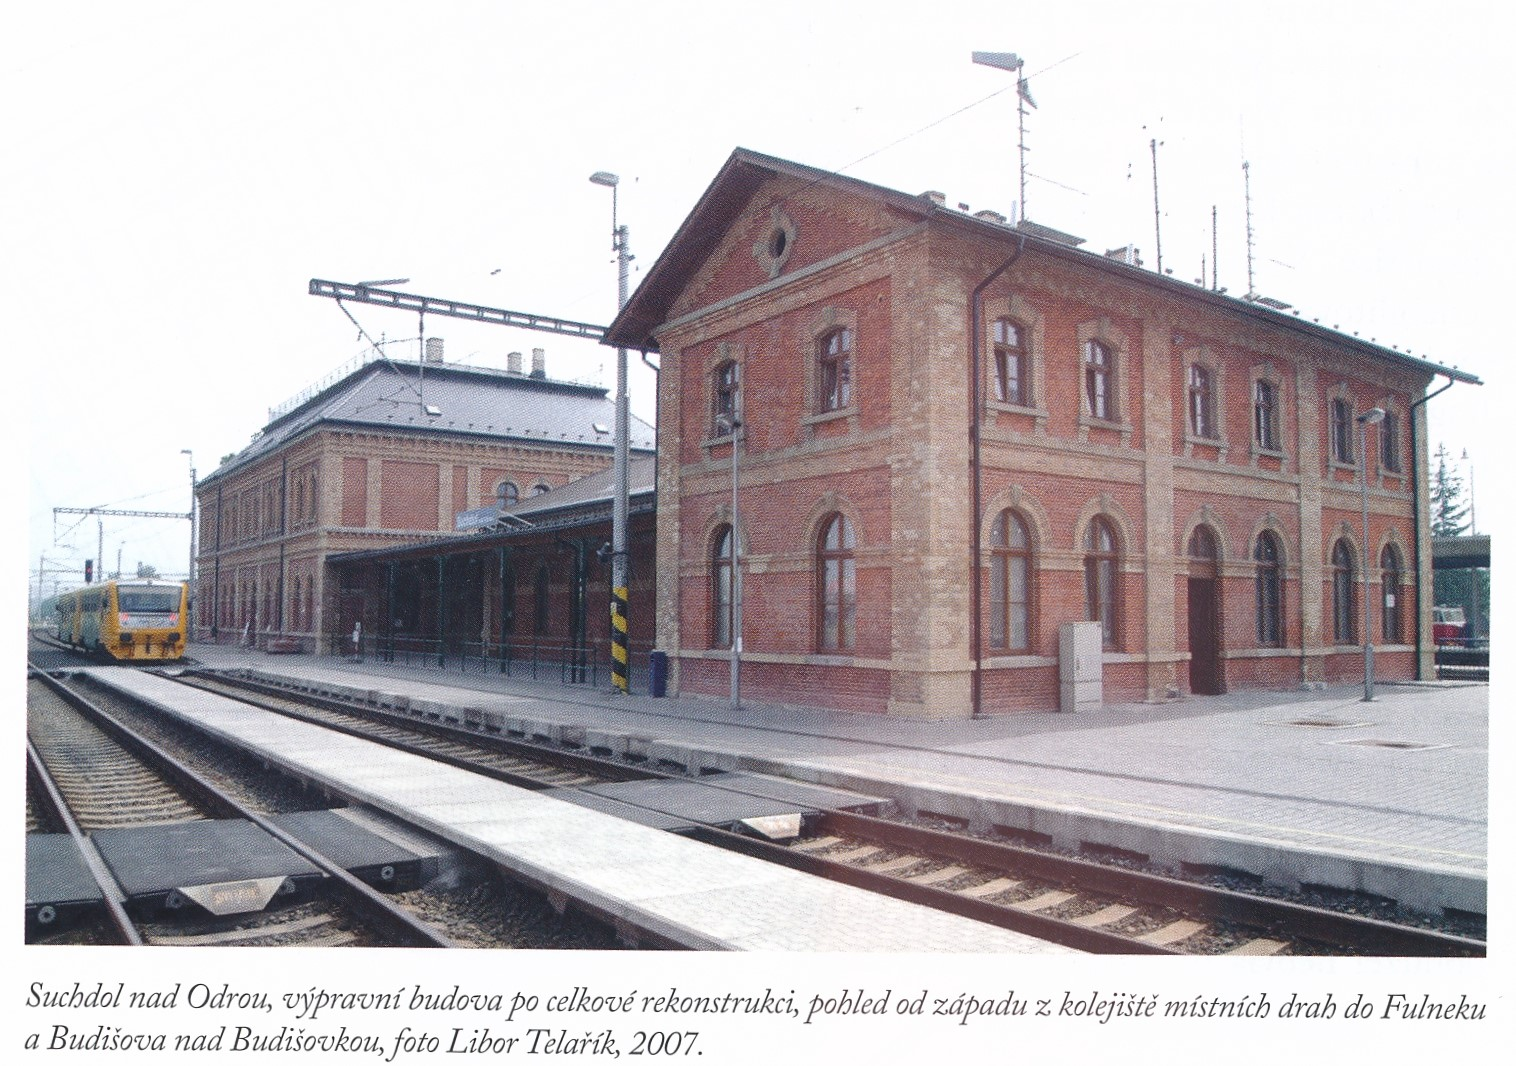 Suchdol nad Odrou, výpravní budova po celkové rekonstrukci, pohled od západu z kolejiště místních drah do Fulneku
a Budišova nad Budišovkou, foto Libor Telařík, 2007.